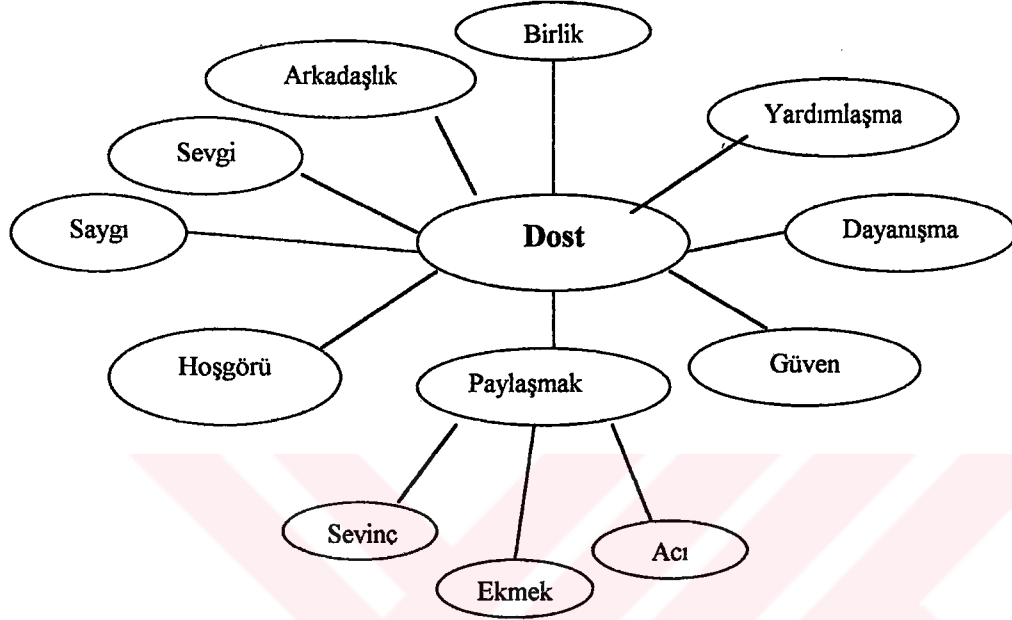 Birlik
Arkadaşlık
Yardımlaşma
Sevgi
Saygı
Dost
Dayanışma
Hoşgörü
Paylaşmak
Güven
Sevinç
Ekmek
Acı